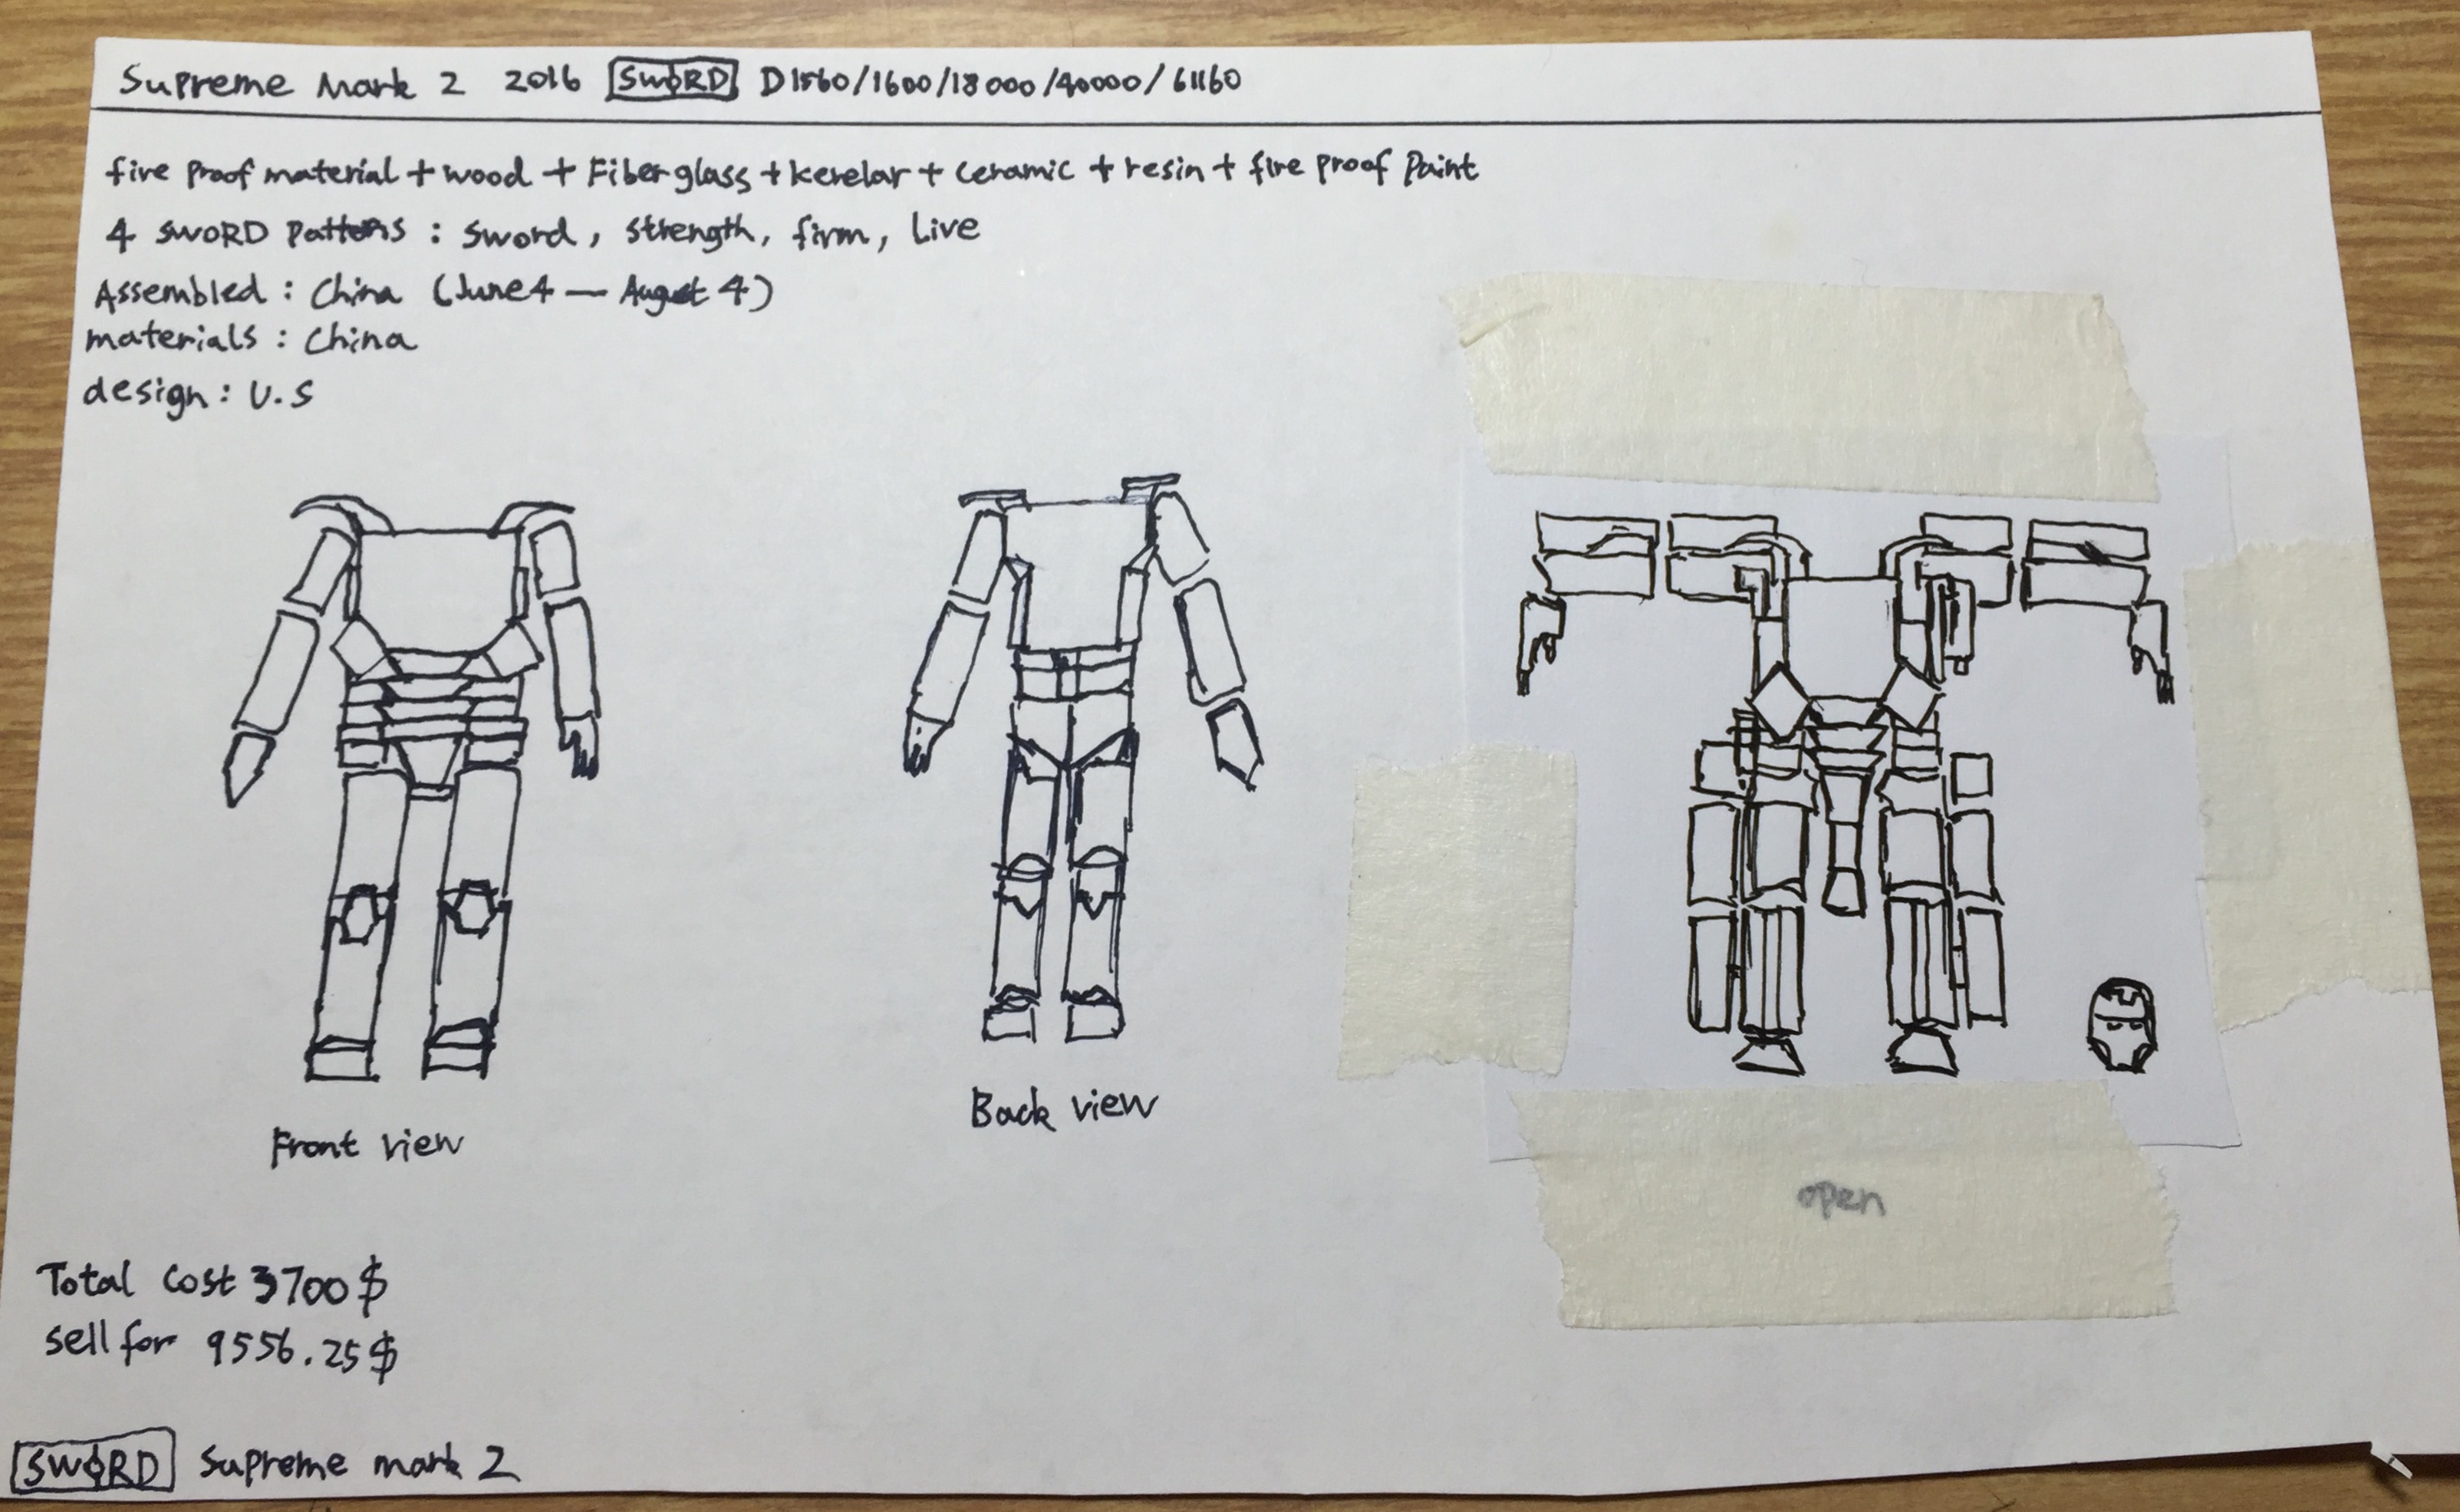 Supreme Mark 2 2016 SWORD D1560/1600/18000/40000/61160
fire Proof material + wood + Fiber glass + kevelar + ceramic + resin + fire proof Paint
4 SWORD Patterns : Sword, Strength, firm, Live
Assembled : China (June 4 — August 4)
materials : China
design : U.S
Front view
Back view
open
Total Cost 3700 $
sell for 9556.25 $
SWORD Supreme mark 2